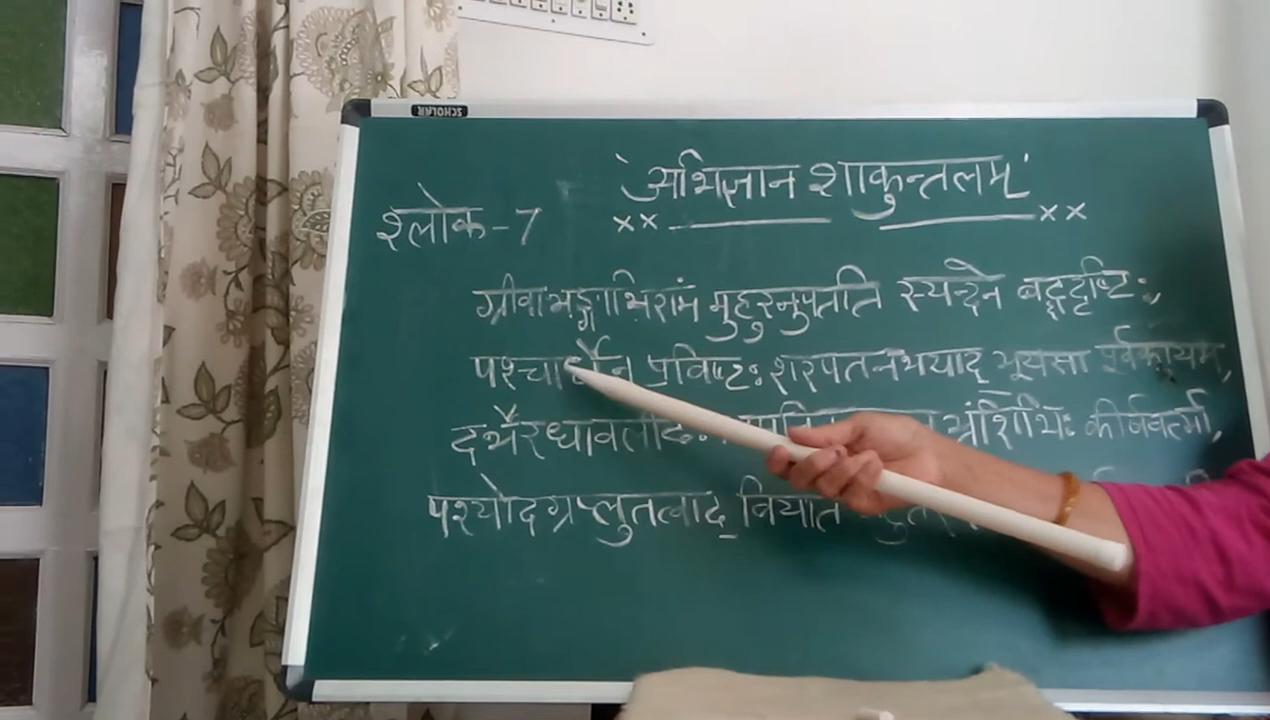 SCHOLAR
अभिज्ञान शाकुन्तलम्
श्लोक-7
ग्रीवाभङ्गाभिरामं मुहुरनुपतति स्यन्दने बद्धदृष्टिः,
पश्चार्धेन प्रविष्टः शरपतनभयाद् भूयसा पूर्वकायम्,
दर्भैरर्धावलीढैः भ्रंशिभिः कीर्णवर्त्मा,
पश्योदग्रप्लुतत्वाद् वियति